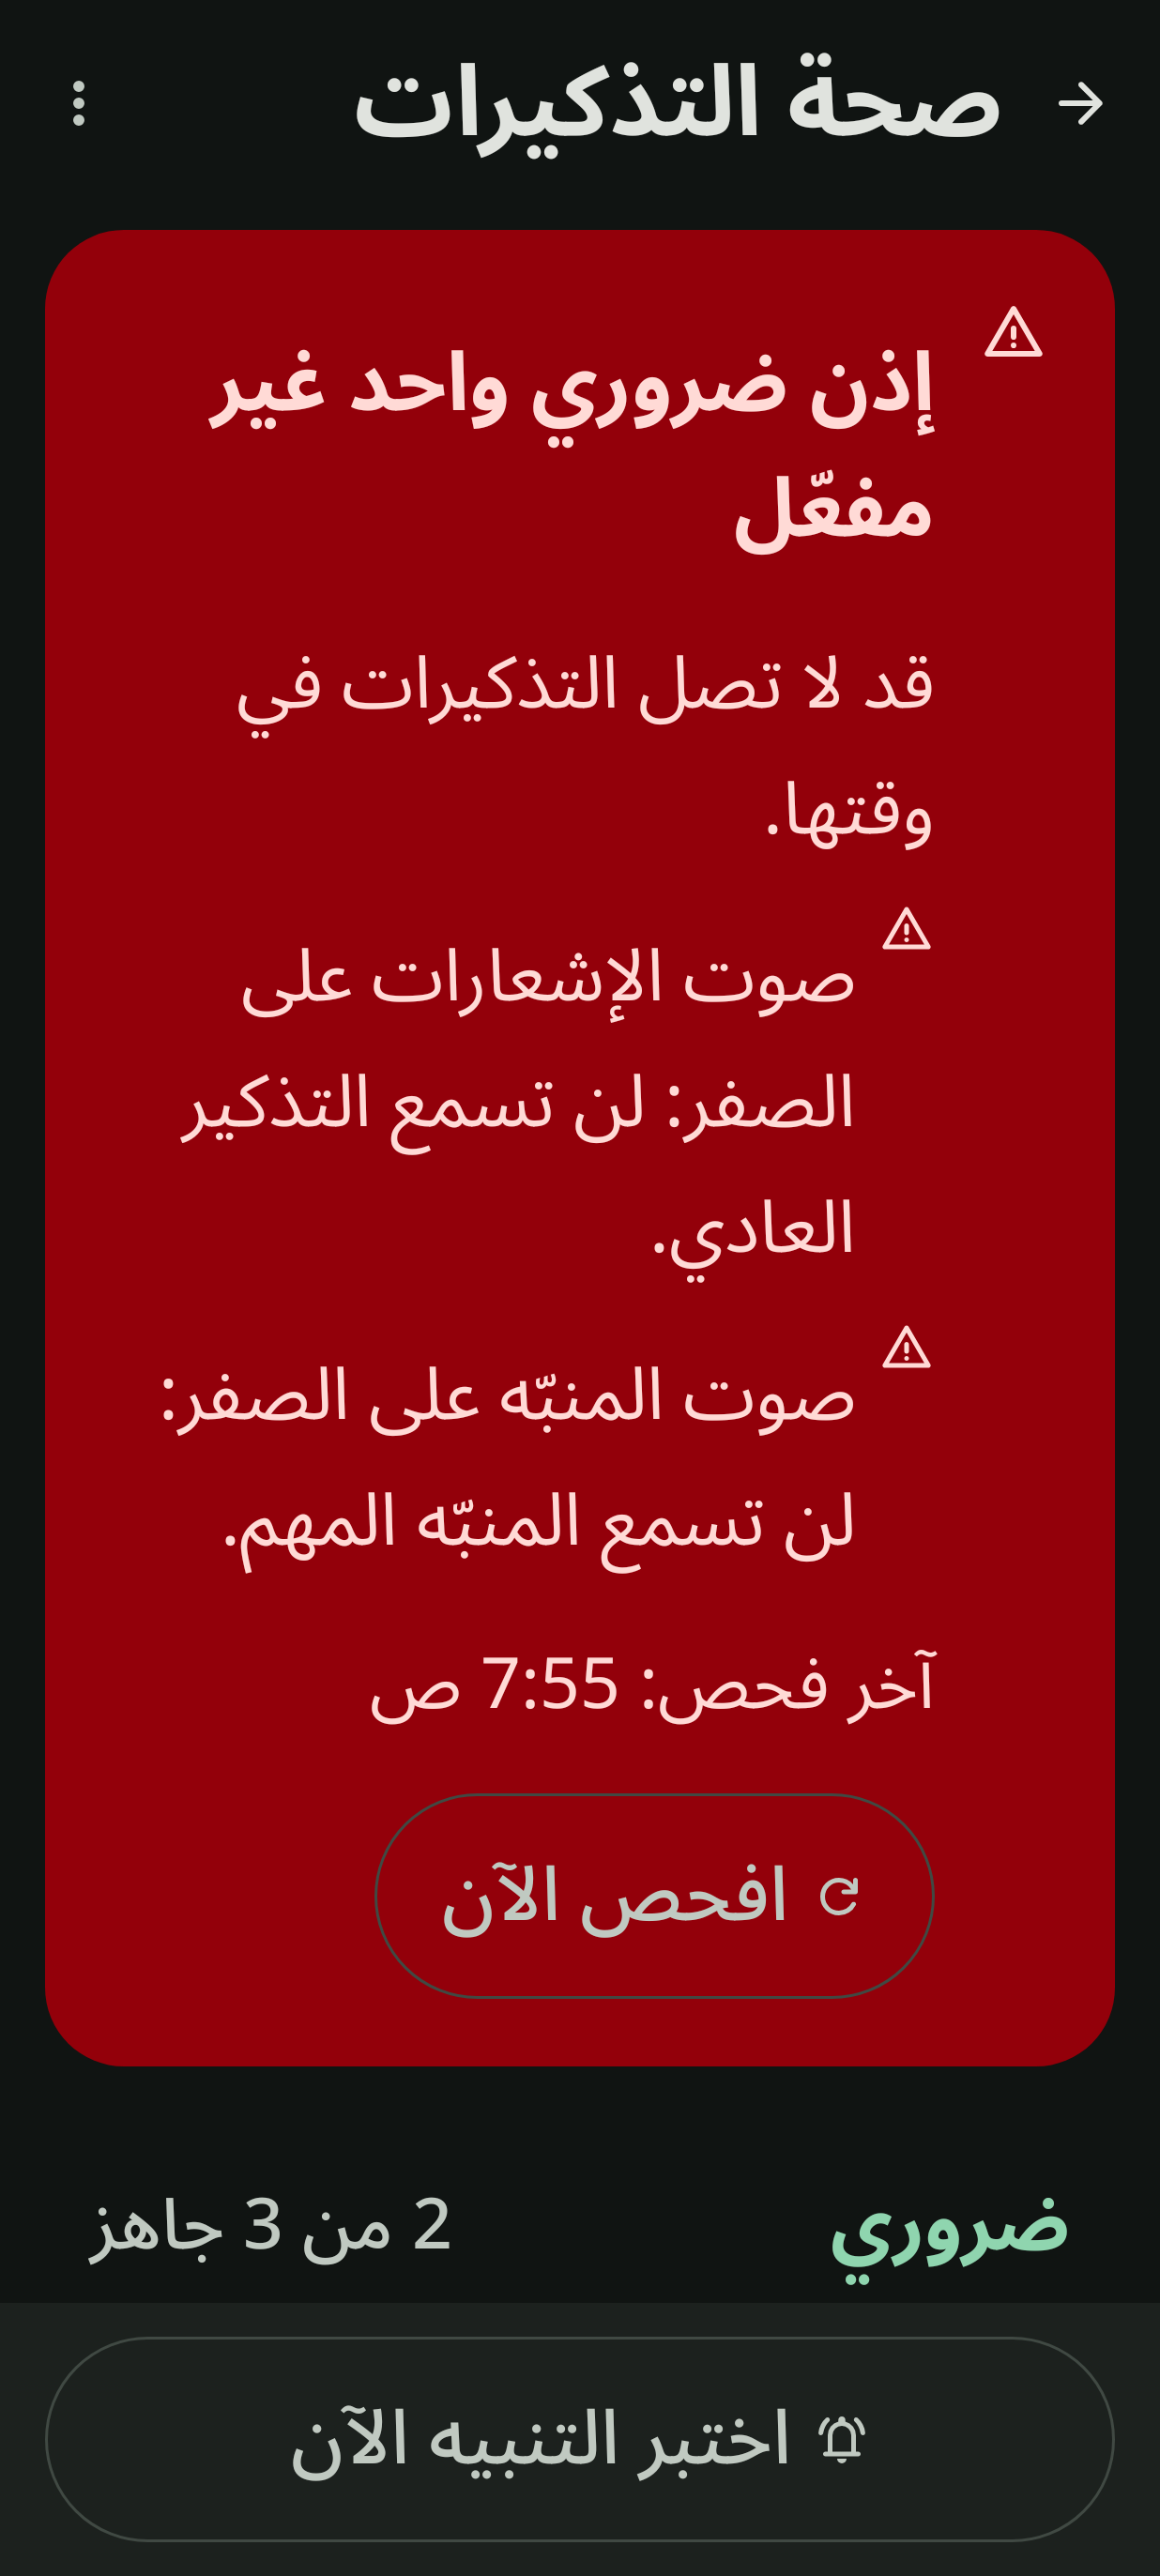 صحة التذكيرات
إذن ضروري واحد غير
مفعّل
قد لا تصل التذكيرات في
وقتها.
صوت الإشعارات على
الصفر: لن تسمع التذكير
العادي.
صوت المنبّه على الصفر:
لن تسمع المنبّه المهم.
آخر فحص: 7:55 ص
افحص الآن
ضروري
2 من 3 جاهز
اختبر التنبيه الآن